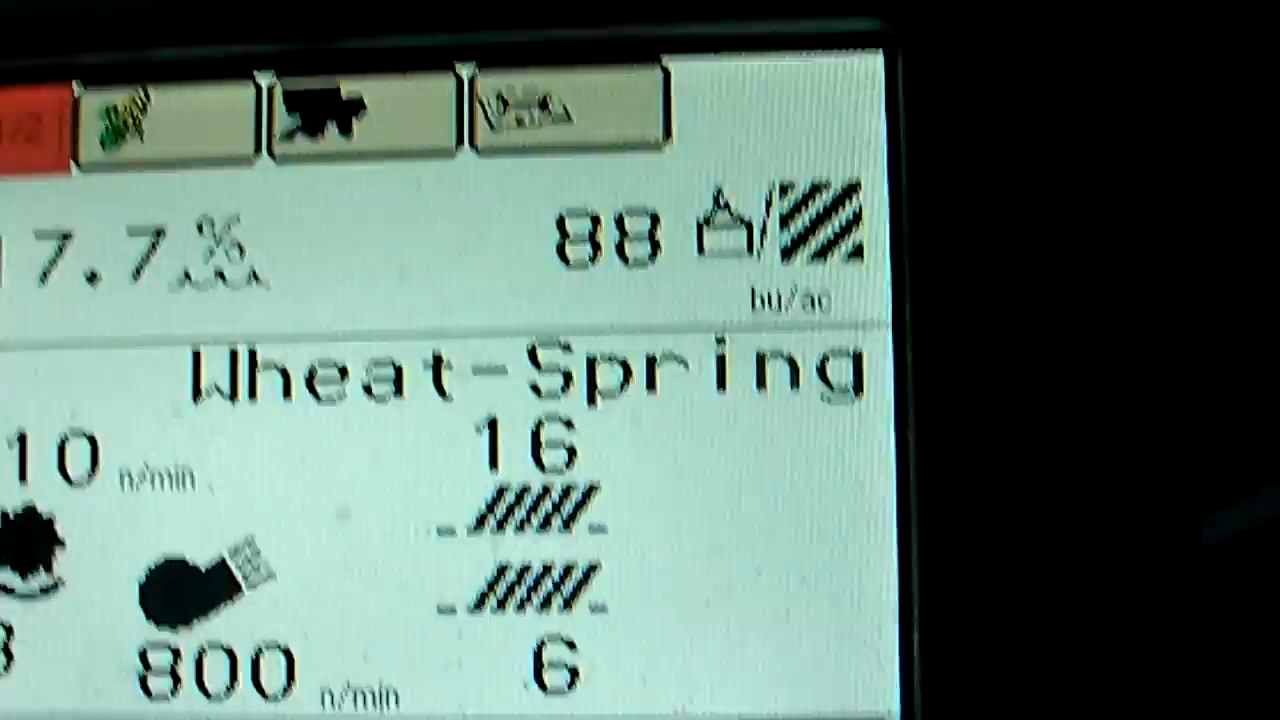 7.7 % 88
bu/ac
Wheat-Spring
10 n/min 16
800 n/min 6